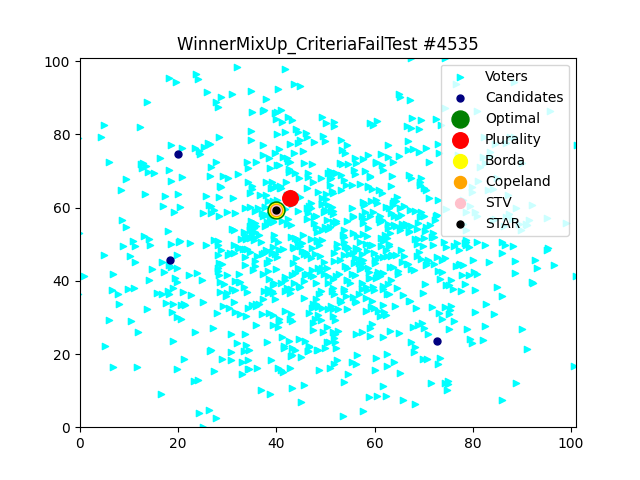 WinnerMixUp_CriteriaFailTest #4535
100
80
60
40
20
0
0
20
40
60
80
100
Voters
Candidates
Optimal
Plurality
Borda
Copeland
STV
STAR